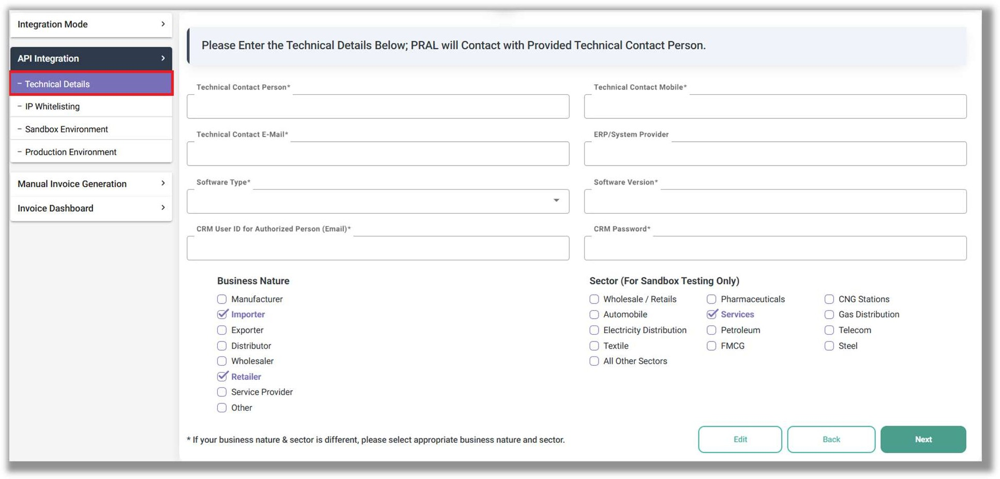 Integration Mode
API Integration
– Technical Details
– IP Whitelisting
– Sandbox Environment
– Production Environment
Manual Invoice Generation
Invoice Dashboard
Please Enter the Technical Details Below; PRAL will Contact with Provided Technical Contact Person.
Technical Contact Person*
Technical Contact Mobile*
Technical Contact E-Mail*
ERP/System Provider
Software Type*
Software Version*
CRM User ID for Authorized Person (Email)*
CRM Password*
Business Nature
Manufacturer
Importer
Exporter
Distributor
Wholesaler
Retailer
Service Provider
Other
Sector (For Sandbox Testing Only)
Wholesale / Retails
Pharmaceuticals
CNG Stations
Automobile
Services
Gas Distribution
Electricity Distribution
Petroleum
Telecom
Textile
FMCG
Steel
All Other Sectors
* If your business nature & sector is different, please select appropriate business nature and sector.
Edit
Back
Next